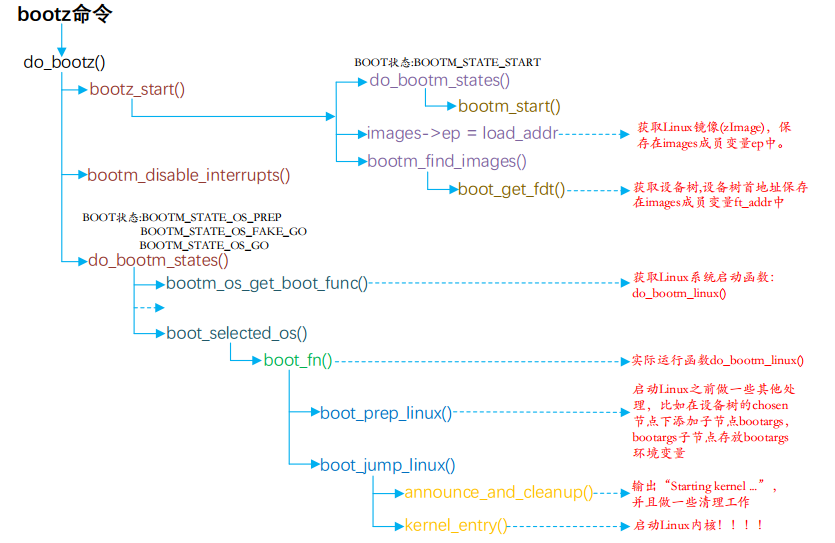 bootz命令
do_bootz()
bootz_start()
BOOT状态:BOOTM_STATE_START
do_bootm_states()
bootm_start()
images->ep = load_addr
获取Linux镜像(zImage)，保
存在images成员变量ep中。
bootm_find_images()
boot_get_fdt()
获取设备树,设备树首地址保存
在images成员变量ft_addr中
bootm_disable_interrupts()
BOOT状态:BOOTM_STATE_OS_PREP
BOOTM_STATE_OS_FAKE_GO
BOOTM_STATE_OS_GO
do_bootm_states()
bootm_os_get_boot_func()
获取Linux系统启动函数：
do_bootm_linux()
boot_selected_os()
boot_fn()
实际运行函数do_bootm_linux()
boot_prep_linux()
启动Linux之前做一些其他处
理，比如在设备树的chosen
节点下添加子节点bootargs，
bootargs子节点存放bootargs
环境变量
boot_jump_linux()
announce_and_cleanup()
输出“Starting kernel ...”，
并且做一些清理工作
kernel_entry()
启动Linux内核！！！！